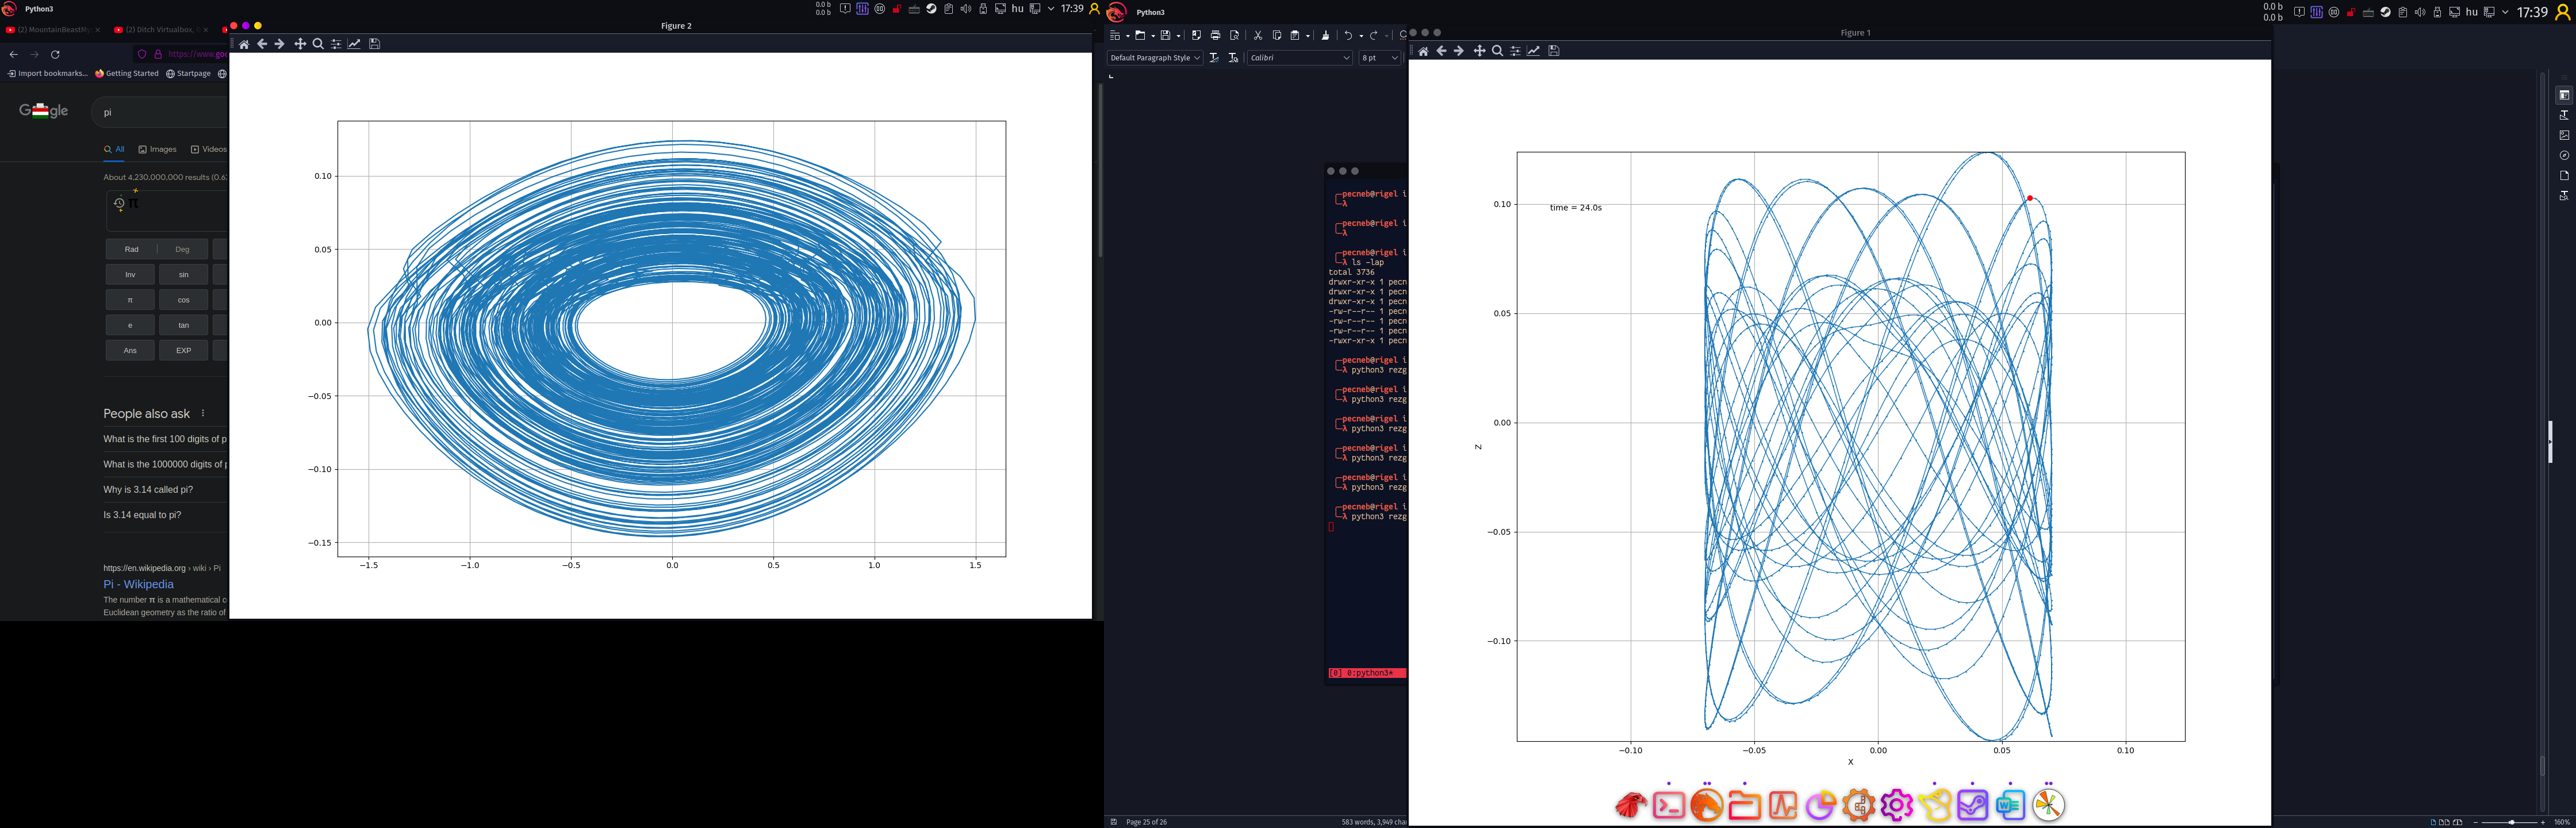 Python3
0.0 b
0.0 b
hu
17:39
(2) MountainBeastMy
(2) Ditch Virtualbox, C
https://www.goo
Import bookmarks...
Getting Started
Startpage
Google
pi
All
Images
Videos
About 4,230,000,000 results (0.6
π
Rad
Deg
Inv
sin
π
cos
e
tan
Ans
EXP
People also ask
What is the first 100 digits of p
What is the 1000000 digits of p
Why is 3.14 called pi?
Is 3.14 equal to pi?
https://en.wikipedia.org › wiki › Pi
Pi - Wikipedia
The number π is a mathematical c
Euclidean geometry as the ratio of
Figure 2
0.10
0.05
0.00
−0.05
−0.10
−0.15
−1.5
−1.0
−0.5
0.0
0.5
1.0
1.5
Python3
0.0 b
0.0 b
hu
17:39
Default Paragraph Style
Calibri
8 pt
pecneb@rigel i
λ
pecneb@rigel i
λ
pecneb@rigel i
λ ls -lap
total 3736
drwxr-xr-x 1 pecn
drwxr-xr-x 1 pecn
drwxr-xr-x 1 pecn
-rw-r--r-- 1 pecn
-rw-r--r-- 1 pecn
-rw-r--r-- 1 pecn
-rwxr-xr-x 1 pecn
pecneb@rigel i
λ python3 rezg
pecneb@rigel i
λ python3 rezg
pecneb@rigel i
λ python3 rezg
pecneb@rigel i
λ python3 rezg
pecneb@rigel i
λ python3 rezg
pecneb@rigel i
λ python3 rezg
[0] 0:python3*
Page 25 of 26
583 words, 3,949 cha
Figure 1
time = 24.0s
0.10
0.05
0.00
−0.05
−0.10
Z
−0.10
−0.05
0.00
0.05
0.10
X
160%